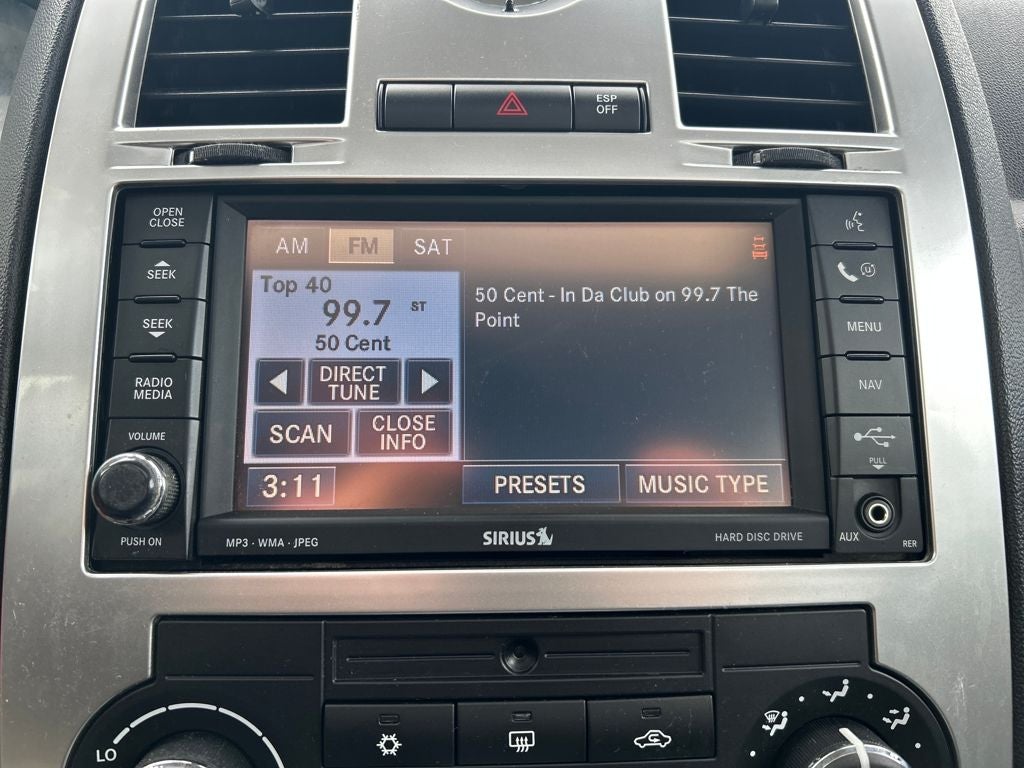 ESP
OFF
OPEN
CLOSE
SEEK
SEEK
RADIO
MEDIA
VOLUME
PUSH ON
AM FM SAT
Top 40
99.7 ST
50 Cent
DIRECT
TUNE
SCAN
CLOSE
INFO
3:11
50 Cent - In Da Club on 99.7 The
Point
PRESETS
MUSIC TYPE
MP3 · WMA · JPEG
SIRIUS
HARD DISC DRIVE
u
MENU
NAV
PULL
AUX
RER
LO